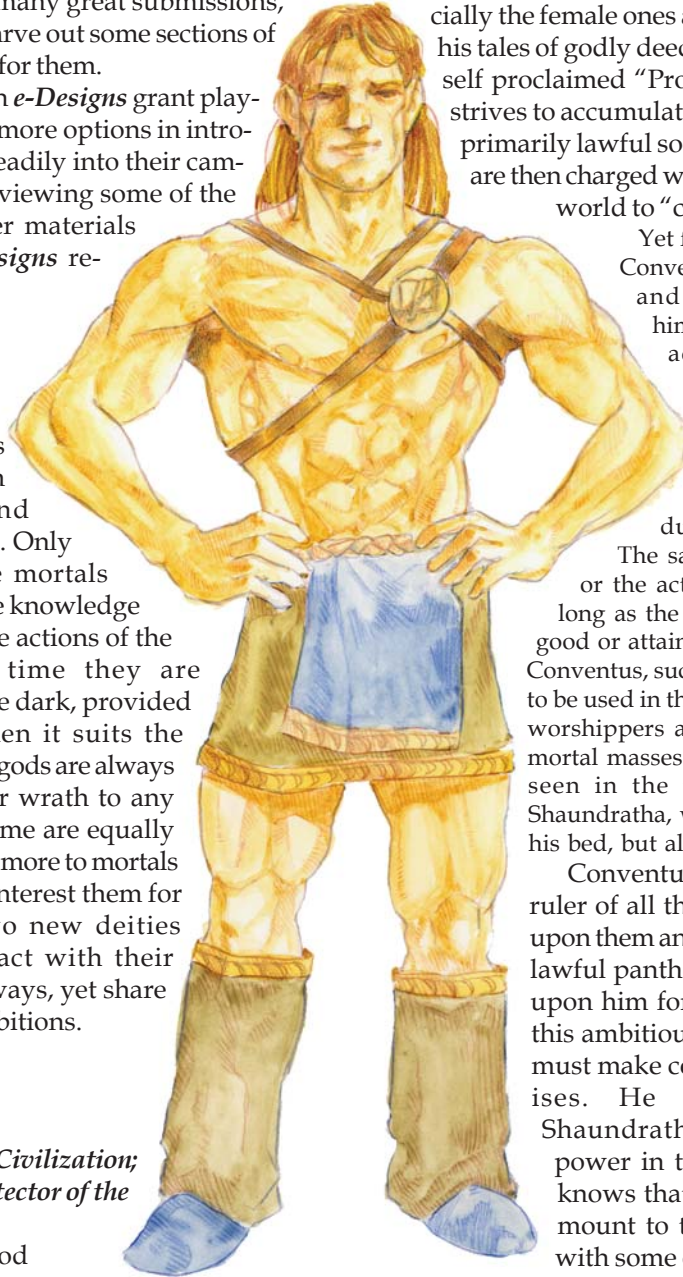 many great submissions,
arve out some sections of
for them.
e-Designs grant play-
more options in intro-
eadily into their cam-
viewing some of the
er materials
signs re-
s
nd
. Only
e mortals
e knowledge
e actions of the
time they are
e dark, provided
en it suits the
gods are always
r wrath to any
me are equally
more to mortals
nterest them for
o new deities
act with their
ways, yet share
bitions.
Civilization;
tector of the
od
cially the female ones a
his tales of godly deed
self proclaimed “Pro
strives to accumulat
primarily lawful so
are then charged w
world to “c
Yet f
Conve
and
him
ac
du
The sa
or the act
long as the
good or attain
Conventus, suc
to be used in th
worshippers a
mortal masses
seen in the
Shaundratha, w
his bed, but al
Conventu
ruler of all th
upon them an
lawful panth
upon him for
this ambitiou
must make co
ises. He
Shaundrath
power in t
knows tha
mount to t
with some